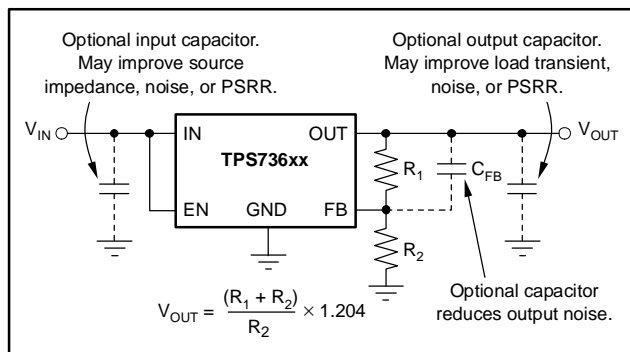 Optional input capacitor.
May improve source
impedance, noise, or PSRR.
Optional output capacitor.
May improve load transient,
noise, or PSRR.
VIN
IN
OUT
VOUT
TPS736xx
R1
CFB
EN
GND
FB
R2
Optional capacitor
reduces output noise.
VOUT = (R1 + R2) / R2 × 1.204